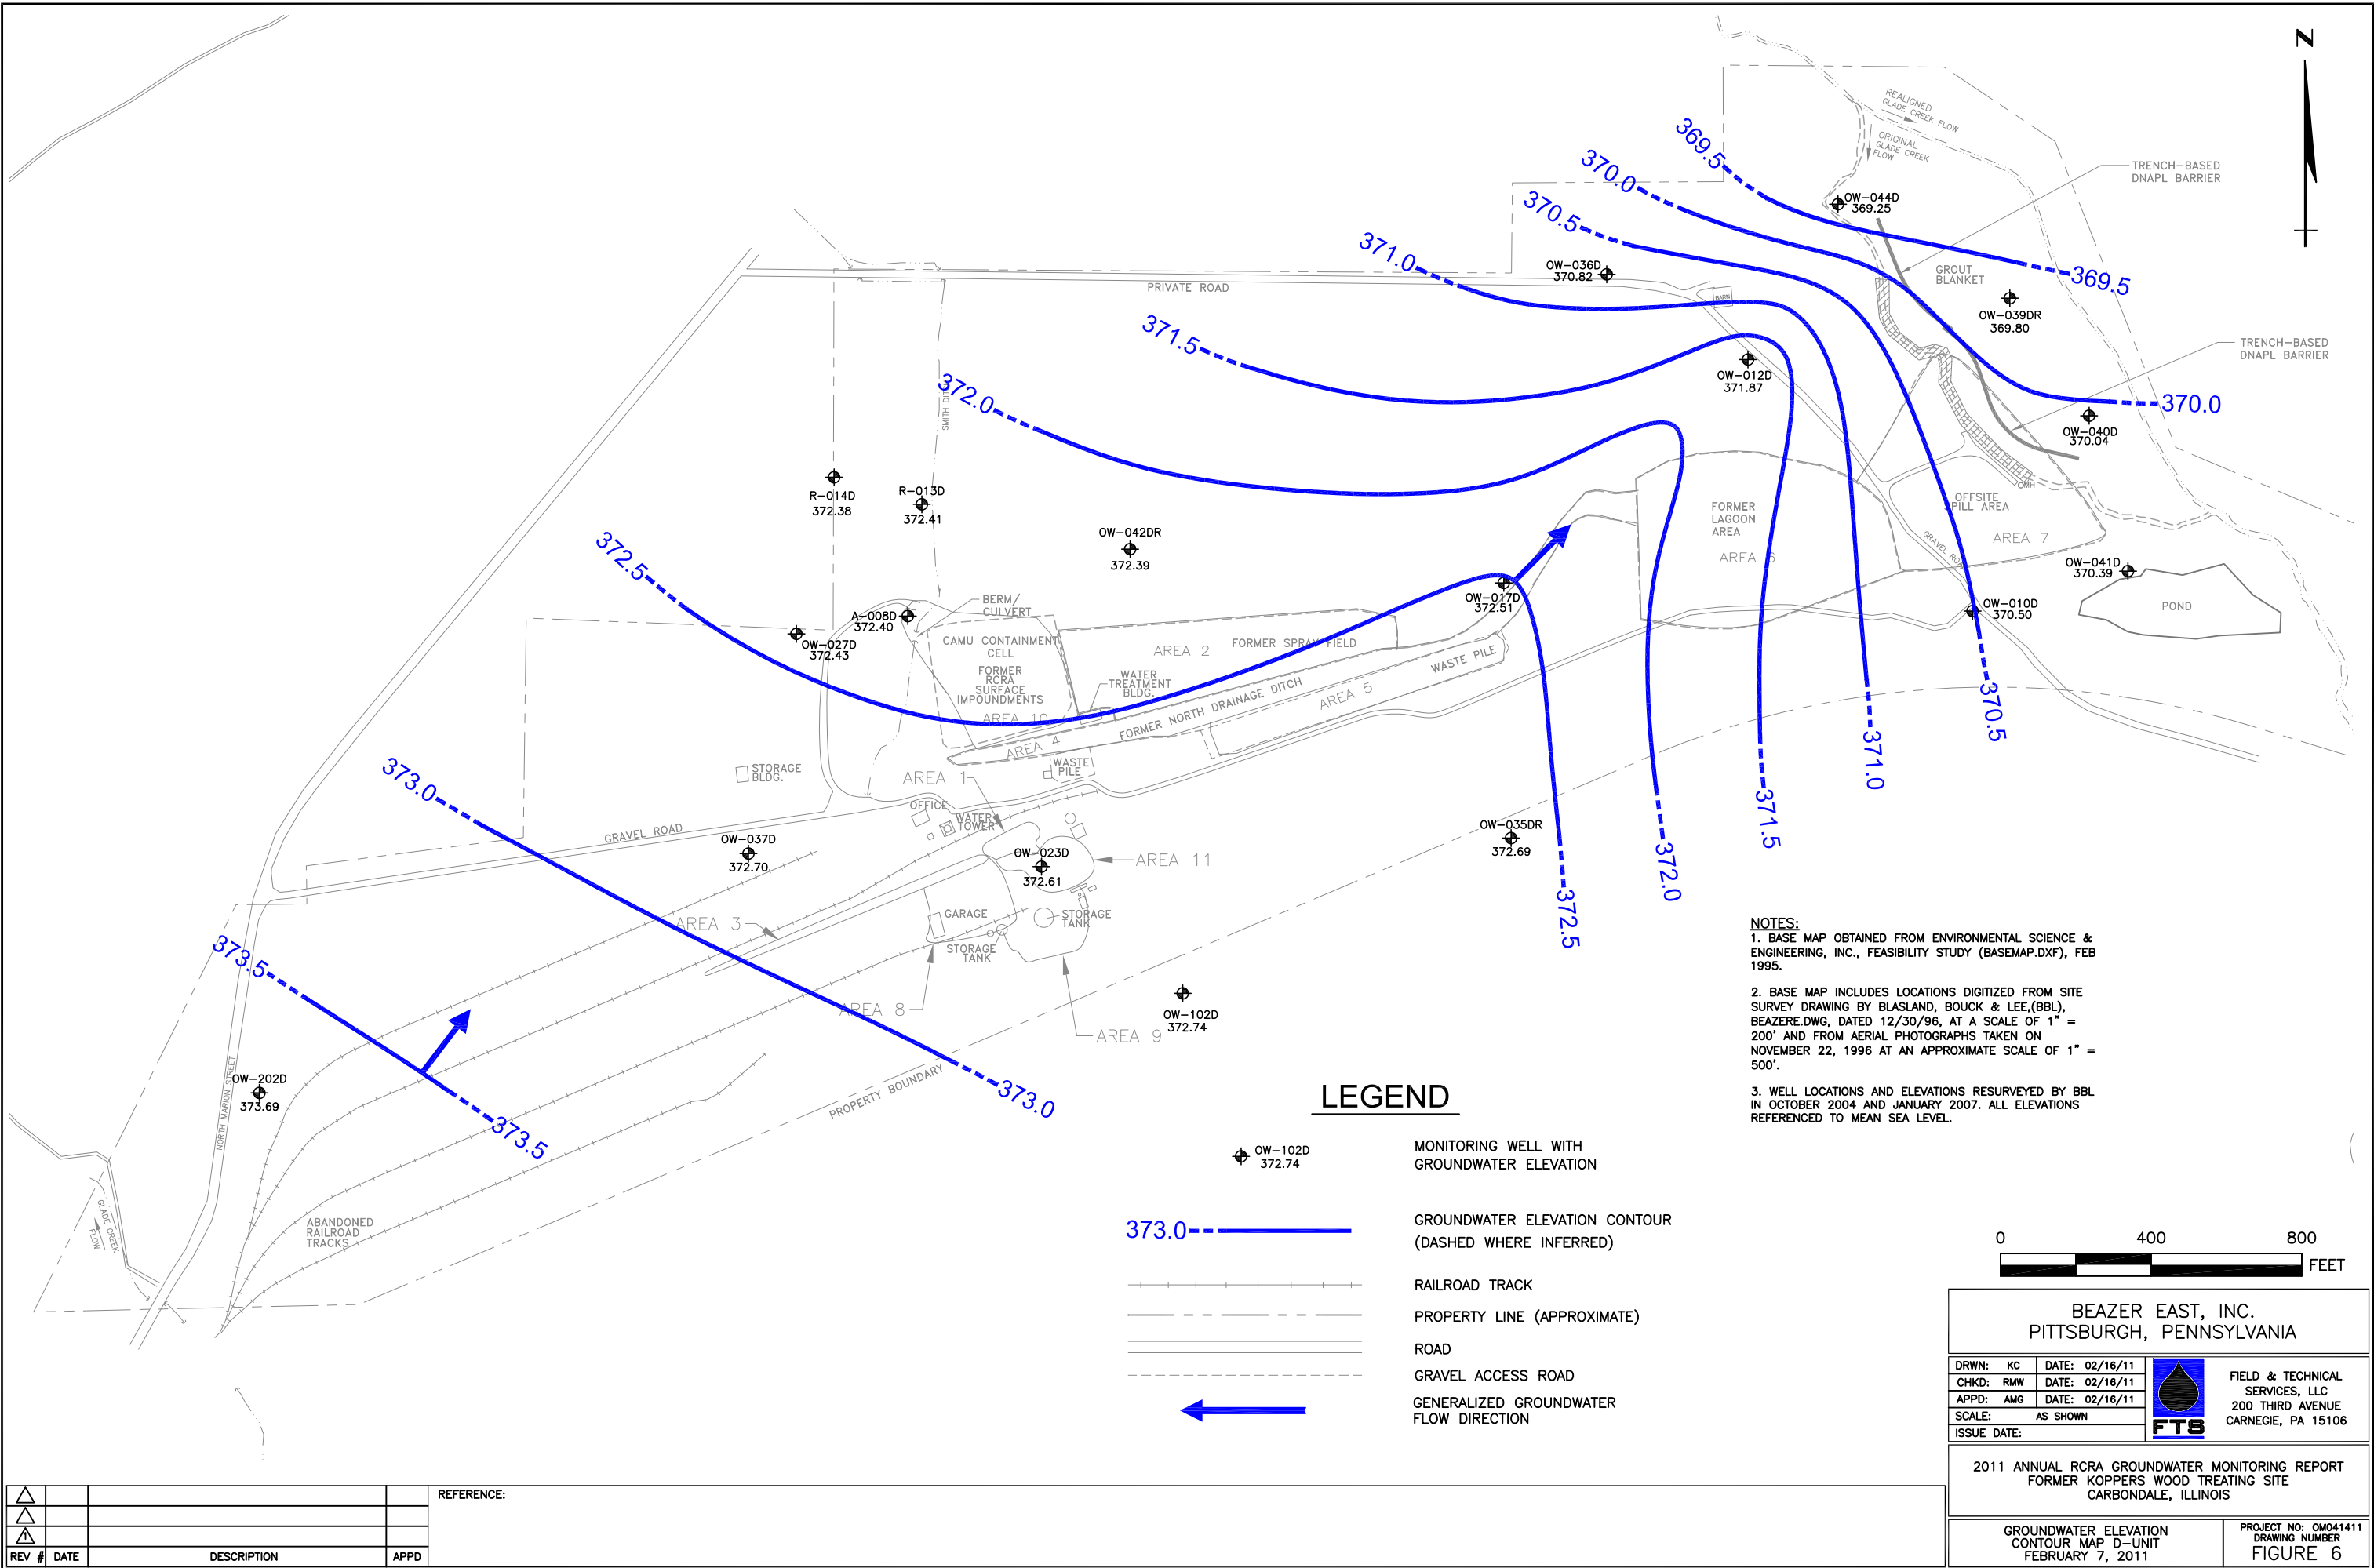 N
REALIGNED
GLADE CREEK FLOW
ORIGINAL
GLADE CREEK
FLOW
TRENCH-BASED
DNAPL BARRIER
369.5
370.0
370.5
371.0
371.5
372.0
372.5
373.0
373.5
OW-044D
369.25
GROUT
BLANKET
369.5
OW-036D
370.82
PRIVATE ROAD
BARN
OW-039DR
369.80
TRENCH-BASED
DNAPL BARRIER
OW-012D
371.87
370.0
OW-040D
370.04
SMITH DIT
R-014D
372.38
R-013D
372.41
OW-042DR
372.39
FORMER
LAGOON
AREA
AREA 6
OMH
OFFSITE
SPILL AREA
AREA 7
GRAVEL ROAD
OW-041D
370.39
POND
OW-010D
370.50
OW-017D
372.51
BERM/
CULVERT
A-008D
372.40
OW-027D
372.43
CAMU CONTAINMENT
CELL
FORMER
RCRA
SURFACE
IMPOUNDMENTS
AREA 10
AREA 2
FORMER SPRAY FIELD
WATER
TREATMENT
BLDG.
WASTE PILE
AREA 5
FORMER NORTH DRAINAGE DITCH
AREA 4
WASTE
PILE
STORAGE
BLDG.
AREA 1
OFFICE
WATER
TOWER
GRAVEL ROAD
OW-037D
372.70
OW-023D
372.61
AREA 11
OW-035DR
372.69
370.5
371.0
371.5
372.0
372.5
AREA 3
GARAGE
STORAGE
TANK
STORAGE
TANK
AREA 8
AREA 9
OW-102D
372.74
373.0
PROPERTY BOUNDARY
OW-202D
373.69
373.5
NORTH MARION STREET
GLADE CREEK
FLOW
ABANDONED
RAILROAD
TRACKS
NOTES:
1. BASE MAP OBTAINED FROM ENVIRONMENTAL SCIENCE &
ENGINEERING, INC., FEASIBILITY STUDY (BASEMAP.DXF), FEB
1995.
2. BASE MAP INCLUDES LOCATIONS DIGITIZED FROM SITE
SURVEY DRAWING BY BLASLAND, BOUCK & LEE,(BBL),
BEAZERE.DWG, DATED 12/30/96, AT A SCALE OF 1" =
200' AND FROM AERIAL PHOTOGRAPHS TAKEN ON
NOVEMBER 22, 1996 AT AN APPROXIMATE SCALE OF 1" =
500'.
3. WELL LOCATIONS AND ELEVATIONS RESURVEYED BY BBL
IN OCTOBER 2004 AND JANUARY 2007. ALL ELEVATIONS
REFERENCED TO MEAN SEA LEVEL.
LEGEND
OW-102D
372.74
MONITORING WELL WITH
GROUNDWATER ELEVATION
373.0
GROUNDWATER ELEVATION CONTOUR
(DASHED WHERE INFERRED)
RAILROAD TRACK
PROPERTY LINE (APPROXIMATE)
ROAD
GRAVEL ACCESS ROAD
GENERALIZED GROUNDWATER
FLOW DIRECTION
0 400 800
FEET
BEAZER EAST, INC.
PITTSBURGH, PENNSYLVANIA
DRWN: KC DATE: 02/16/11
CHKD: RMW DATE: 02/16/11
APPD: AMG DATE: 02/16/11
SCALE: AS SHOWN
ISSUE DATE:
FTS
FIELD & TECHNICAL
SERVICES, LLC
200 THIRD AVENUE
CARNEGIE, PA 15106
2011 ANNUAL RCRA GROUNDWATER MONITORING REPORT
FORMER KOPPERS WOOD TREATING SITE
CARBONDALE, ILLINOIS
GROUNDWATER ELEVATION
CONTOUR MAP D-UNIT
FEBRUARY 7, 2011
PROJECT NO: OM041411
DRAWING NUMBER
FIGURE 6
REFERENCE:
1
REV # DATE DESCRIPTION APPD